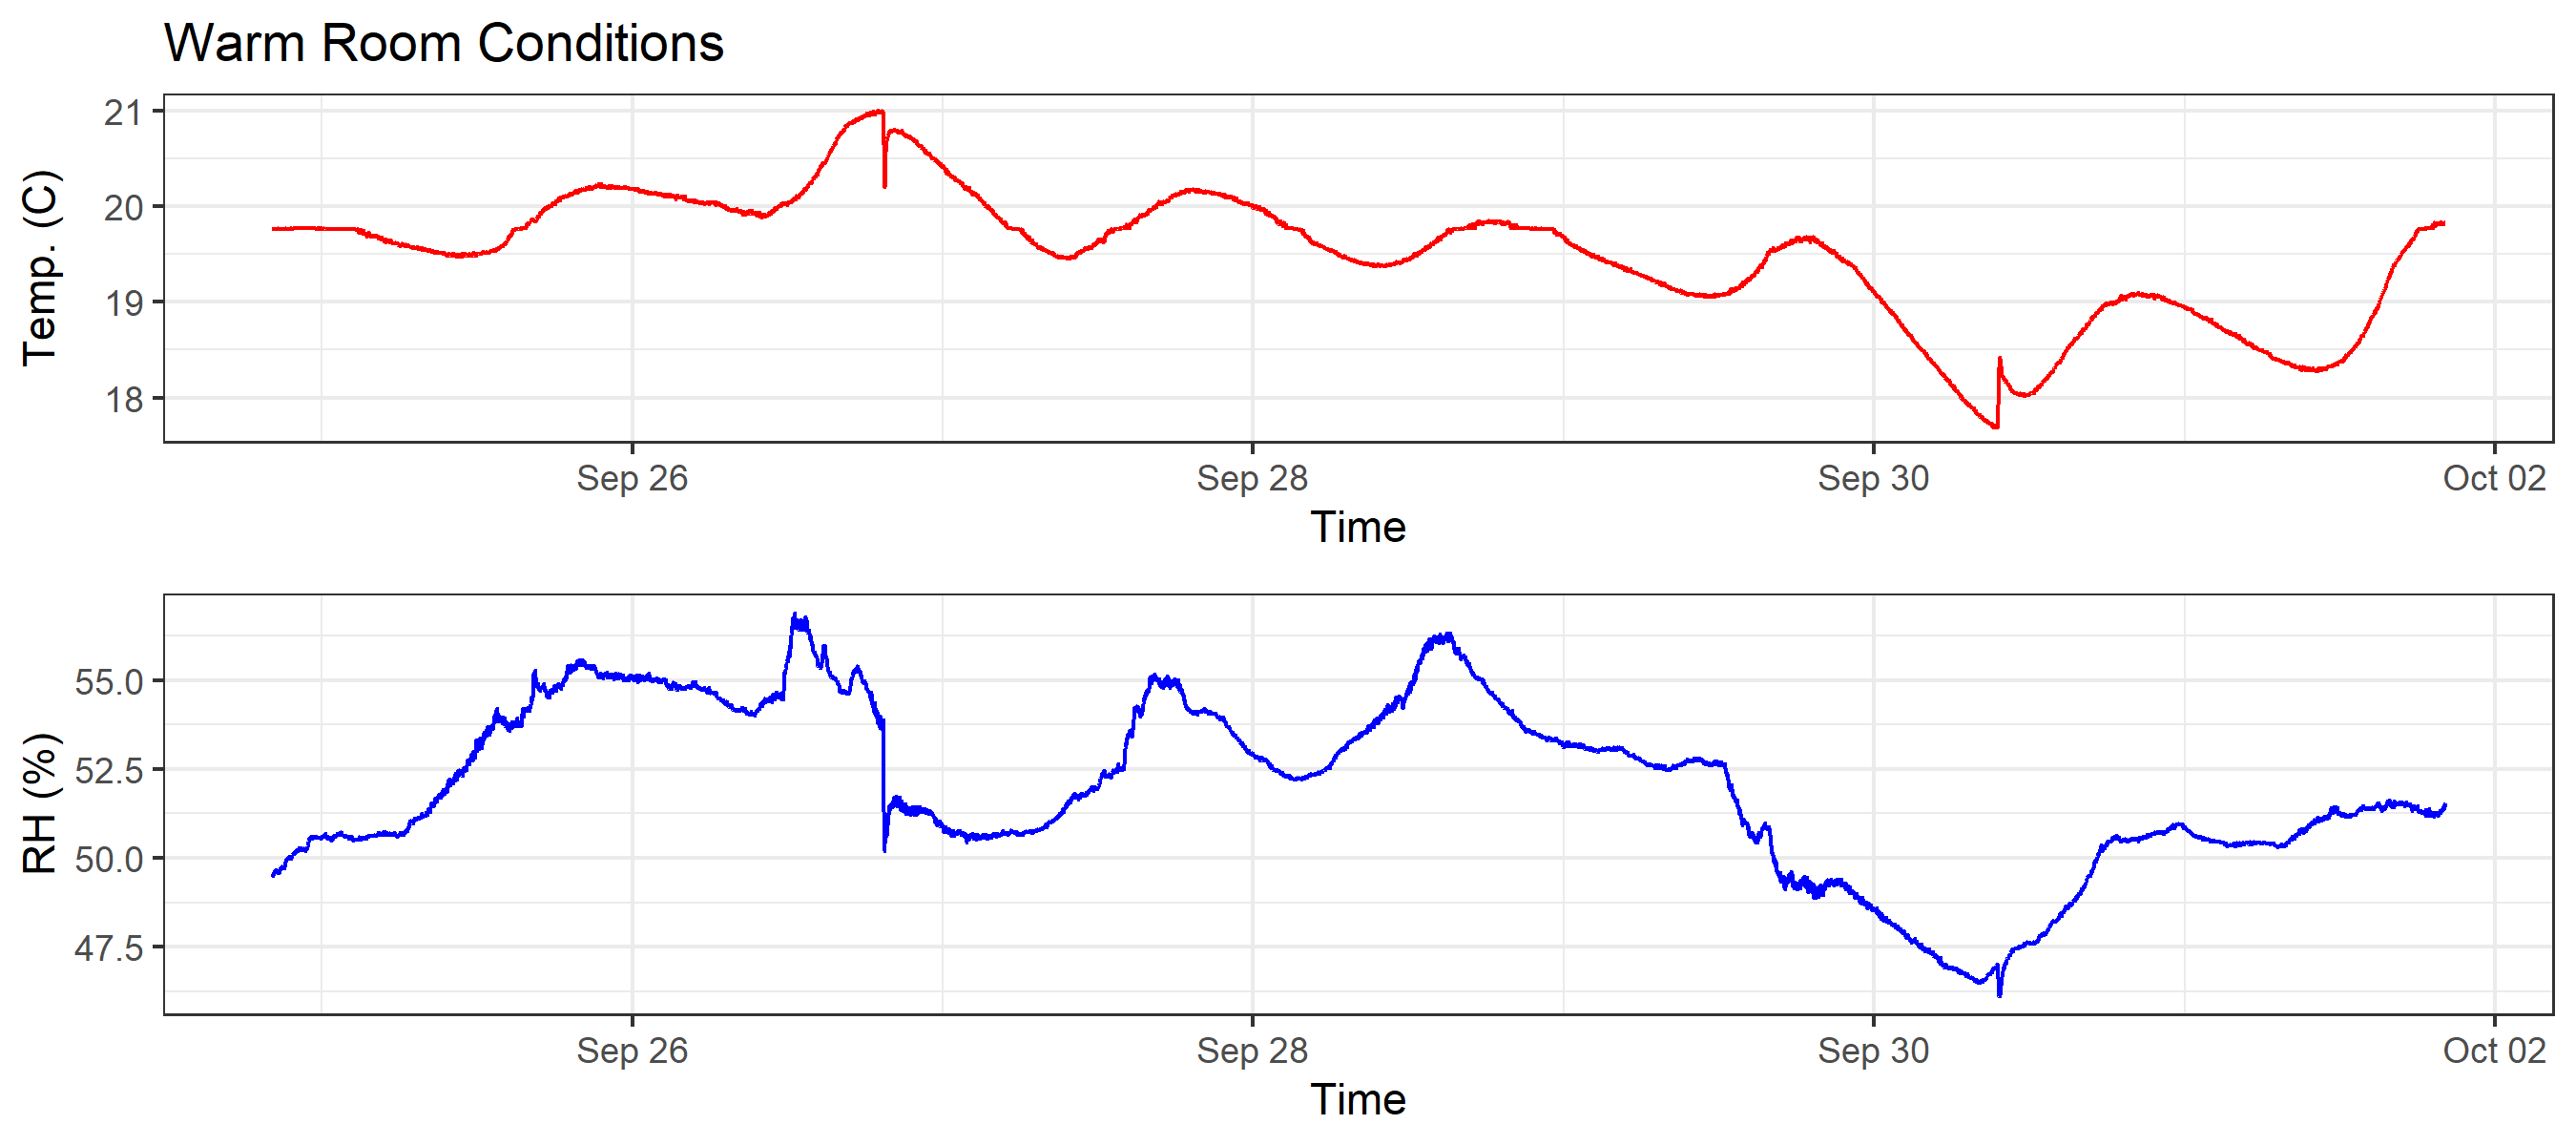 Warm Room Conditions
Temp. (C)
21
20
19
18
Sep 26 Sep 28 Sep 30 Oct 02
Time
RH (%)
55.0
52.5
50.0
47.5
Sep 26 Sep 28 Sep 30 Oct 02
Time